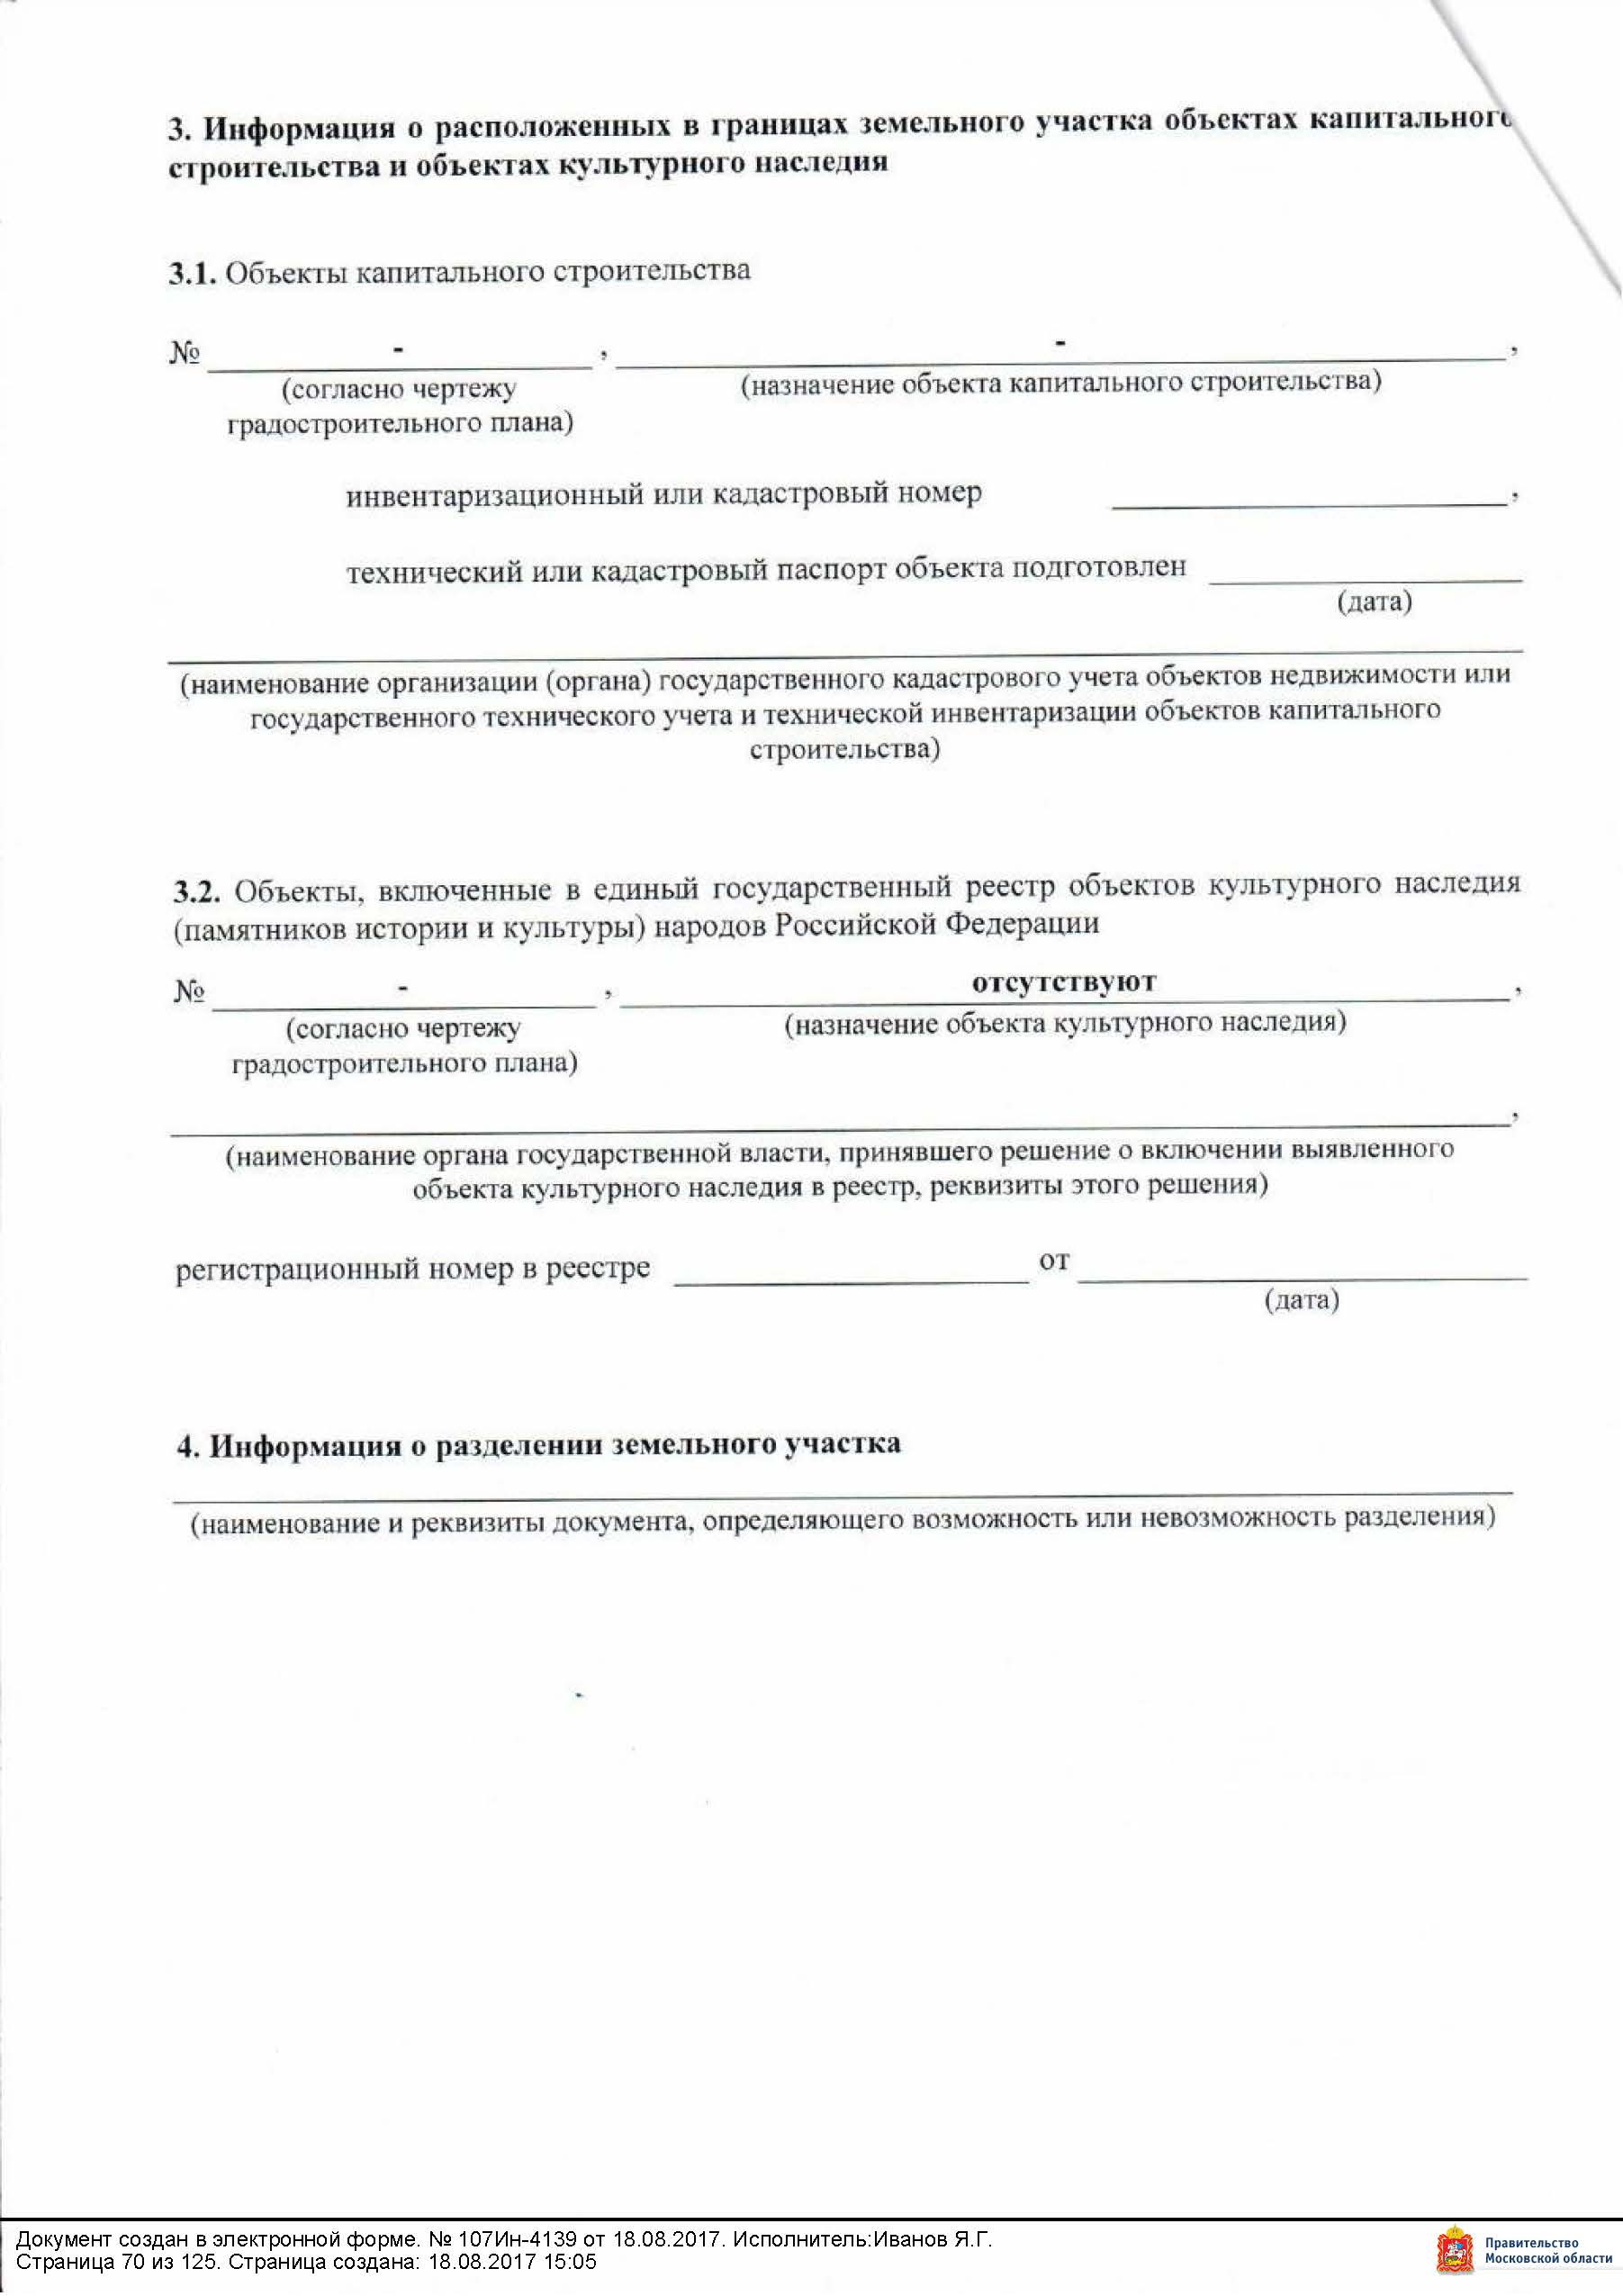 3. Информация о расположенных в границах земельного участка объектах капитального
строительства и объектах культурного наследия
3.1. Объекты капитального строительства
№ - , - ,
(согласно чертежу (назначение объекта капитального строительства)
градостроительного плана)
инвентаризационный или кадастровый номер ,
технический или кадастровый паспорт объекта подготовлен
(дата)
(наименование организации (органа) государственного кадастрового учета объектов недвижимости или
государственного технического учета и технической инвентаризации объектов капитального
строительства)
3.2. Объекты, включенные в единый государственный реестр объектов культурного наследия
(памятников истории и культуры) народов Российской Федерации
№ - , отсутствуют ,
(согласно чертежу (назначение объекта культурного наследия)
градостроительного плана)
,
(наименование органа государственной власти, принявшего решение о включении выявленного
объекта культурного наследия в реестр, реквизиты этого решения)
регистрационный номер в реестре от
(дата)
4. Информация о разделении земельного участка
(наименование и реквизиты документа, определяющего возможность или невозможность разделения)
Документ создан в электронной форме. № 107Ин-4139 от 18.08.2017. Исполнитель:Иванов Я.Г.
Страница 70 из 125. Страница создана: 18.08.2017 15:05
Правительство
Московской области